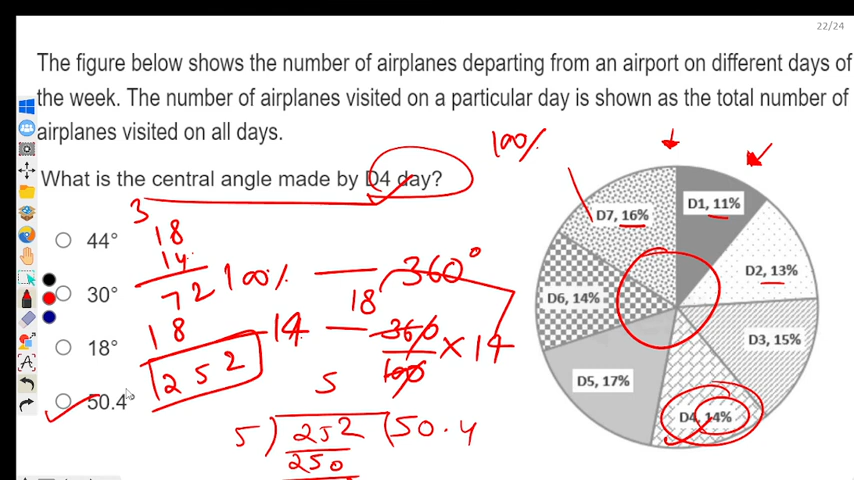 22/24
The figure below shows the number of airplanes departing from an airport on different days of
the week. The number of airplanes visited on a particular day is shown as the total number of
airplanes visited on all days.
100%
What is the central angle made by D4 day?
D7, 16%
D1, 11%
D2, 13%
D6, 14%
D3, 15%
D5, 17%
D4, 14%
44°
30°
18°
50.4°
3
18
14
72
18
252
100% — 360°
18
14 — 360 × 14
100
5
5 ) 252 ( 50.4
250
A